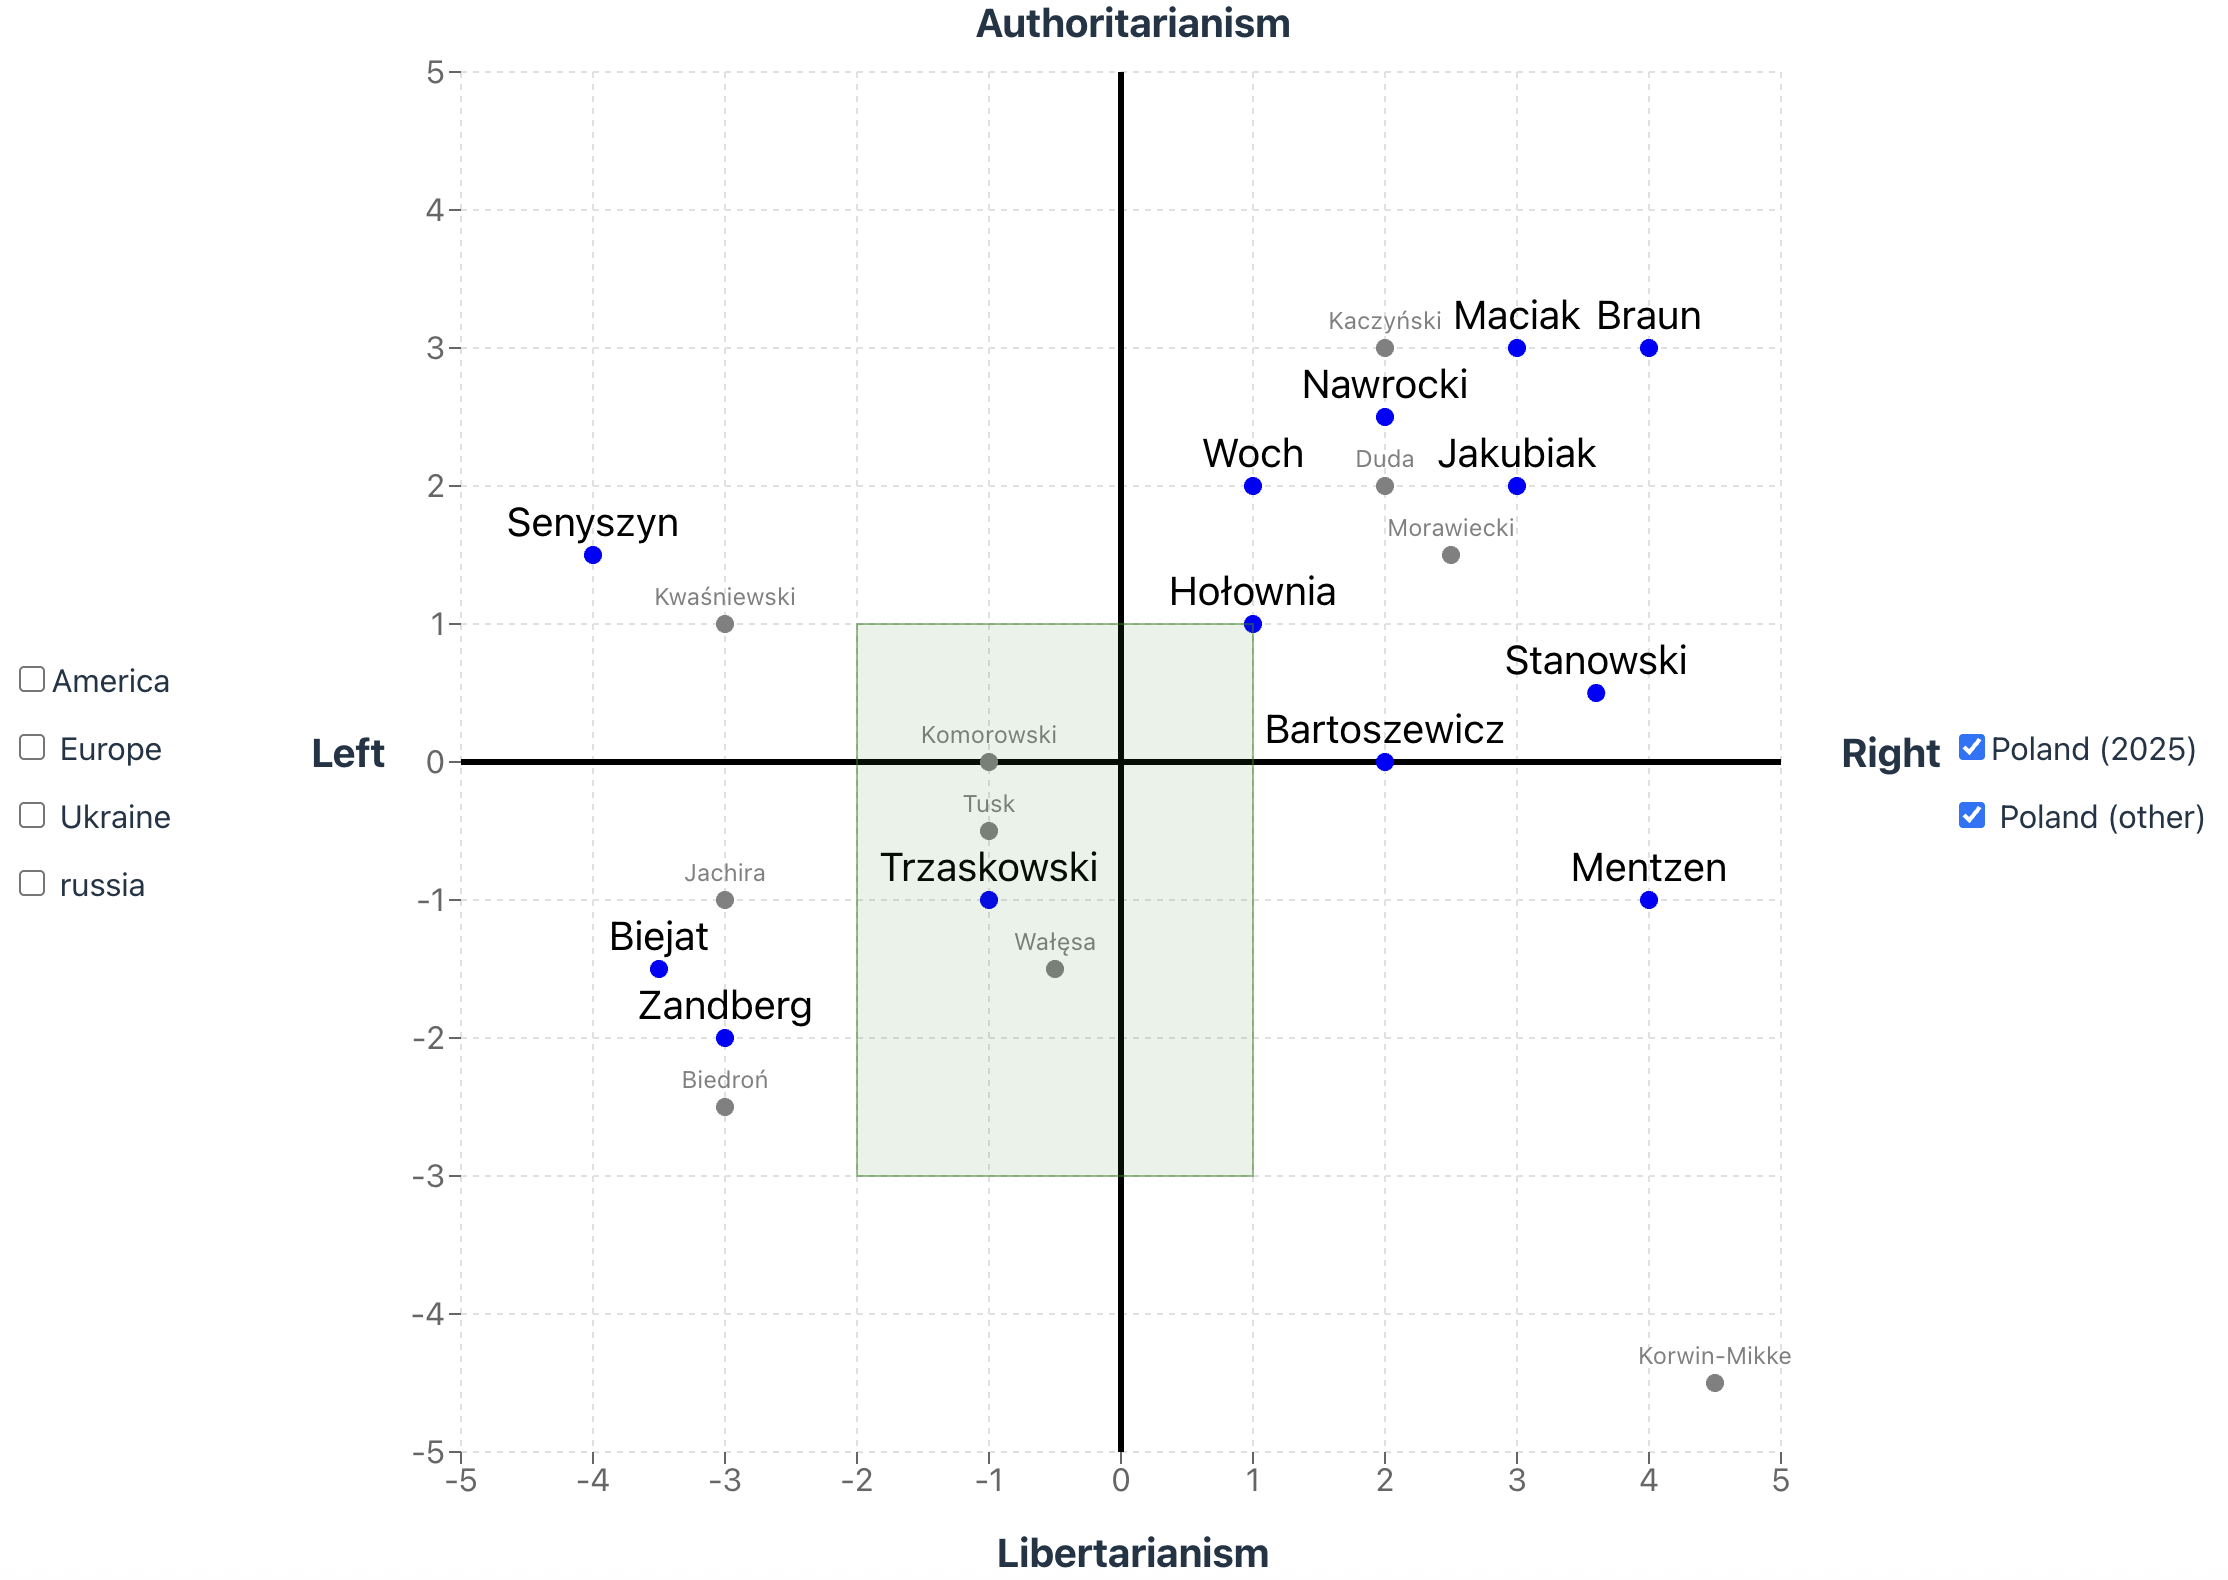 Authoritarianism
5
4
3
2
1
0
-1
-2
-3
-4
-5
-5
-4
-3
-2
-1
0
1
2
3
4
5
Kaczyński
Maciak
Braun
Nawrocki
Woch
Duda
Jakubiak
Senyszyn
Morawiecki
Kwaśniewski
Hołownia
Stanowski
Komorowski
Bartoszewicz
Tusk
Jachira
Trzaskowski
Mentzen
Biejat
Wałęsa
Zandberg
Biedroń
Korwin-Mikke
America
Europe
Ukraine
russia
Left
Right
Poland (2025)
Poland (other)
Libertarianism